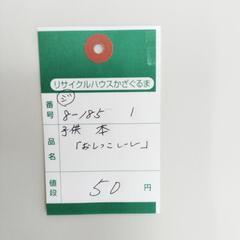 リサイクルハウスかざぐるま
ジ
番号 8-185 1
品名 子供 本
「おしっこしーし」
値段 50 円